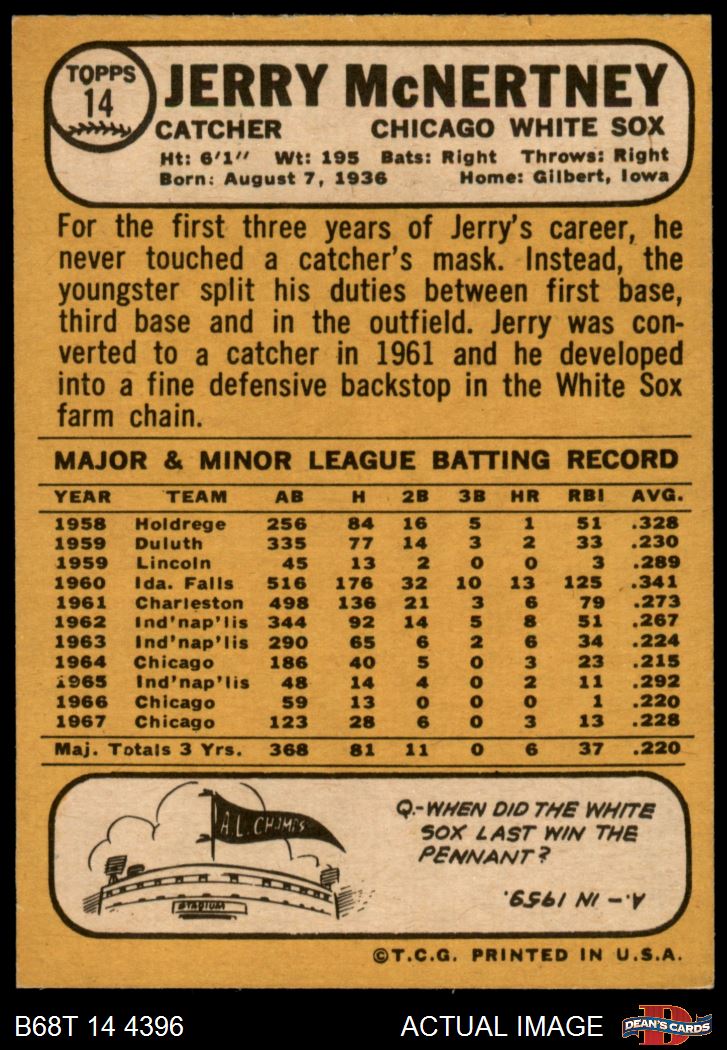 TOPPS
14
JERRY McNERTNEY
CATCHER CHICAGO WHITE SOX
Ht: 6'1" Wt: 195 Bats: Right Throws: Right
Born: August 7, 1936 Home: Gilbert, Iowa
For the first three years of Jerry's career, he
never touched a catcher's mask. Instead, the
youngster split his duties between first base,
third base and in the outfield. Jerry was con-
verted to a catcher in 1961 and he developed
into a fine defensive backstop in the White Sox
farm chain.
MAJOR & MINOR LEAGUE BATTING RECORD
YEAR TEAM AB H 2B 3B HR RBI AVG.
1958 Holdrege 256 84 16 5 1 51 .328
1959 Duluth 335 77 14 3 2 33 .230
1959 Lincoln 45 13 2 0 0 3 .289
1960 Ida. Falls 516 176 32 10 13 125 .341
1961 Charleston 498 136 21 3 6 79 .273
1962 Ind'nap'lis 344 92 14 5 8 51 .267
1963 Ind'nap'lis 290 65 6 2 6 34 .224
1964 Chicago 186 40 5 0 3 23 .215
1965 Ind'nap'lis 48 14 4 0 2 11 .292
1966 Chicago 59 13 0 0 0 1 .220
1967 Chicago 123 28 6 0 3 13 .228
Maj. Totals 3 Yrs. 368 81 11 0 6 37 .220
A.L. CHAMPS
STADIUM
Q.-WHEN DID THE WHITE
SOX LAST WIN THE
PENNANT?
A.- IN 1959.
©T.C.G. PRINTED IN U.S.A.
B68T 14 4396 ACTUAL IMAGE
D
DEAN'S CARDS